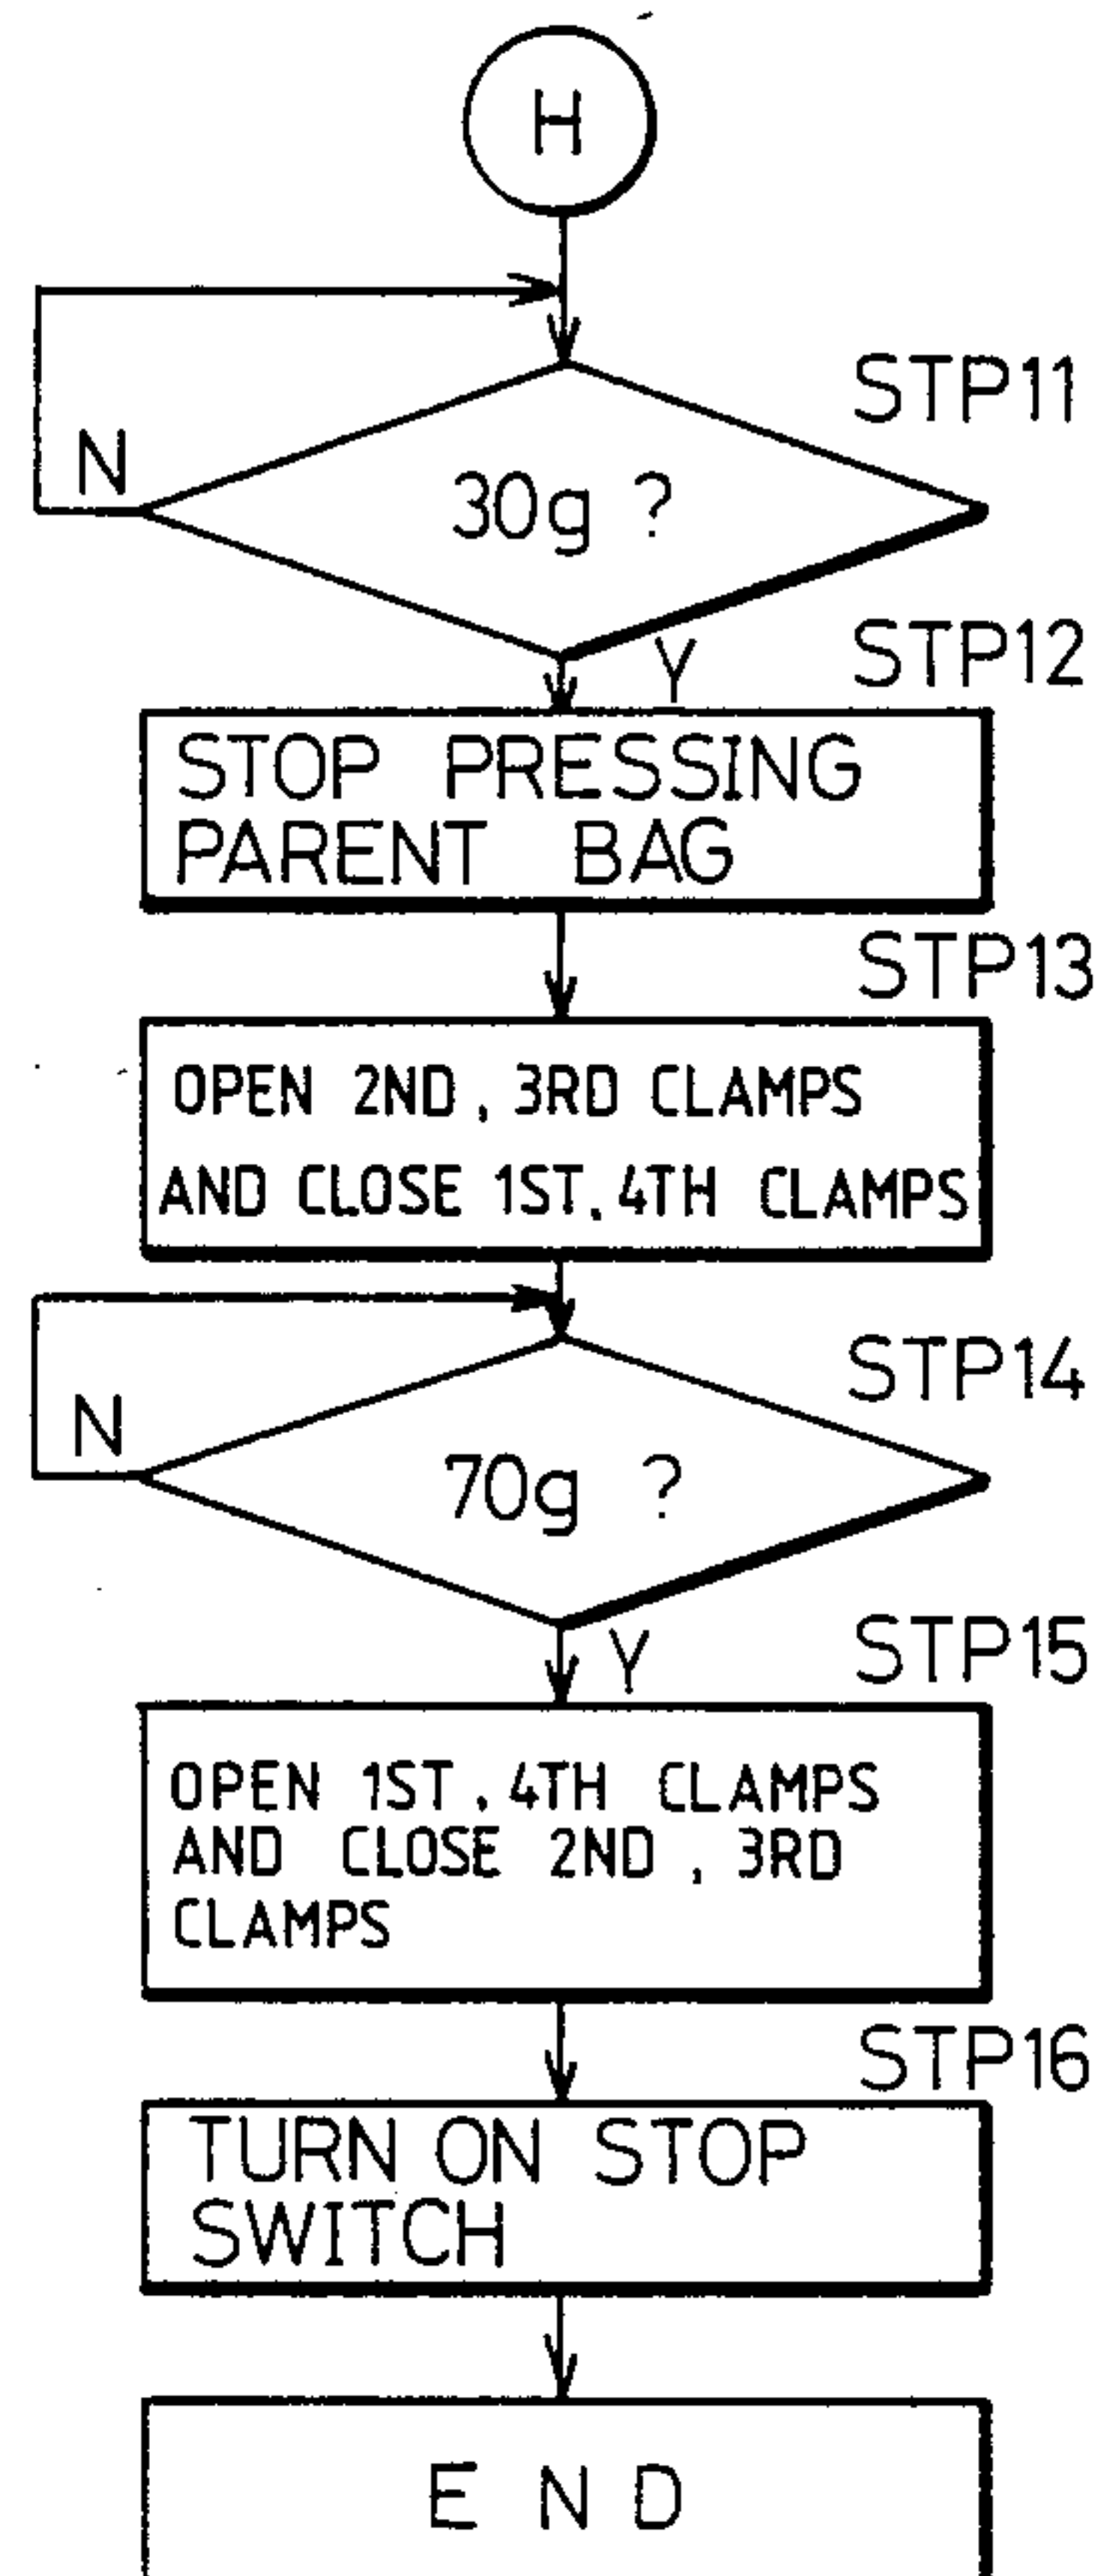 H
STP11
N
30g ?
Y
STP12
STOP PRESSING
PARENT BAG
STP13
OPEN 2ND, 3RD CLAMPS
AND CLOSE 1ST, 4TH CLAMPS
STP14
N
70g ?
Y
STP15
OPEN 1ST, 4TH CLAMPS
AND CLOSE 2ND, 3RD
CLAMPS
STP16
TURN ON STOP
SWITCH
END